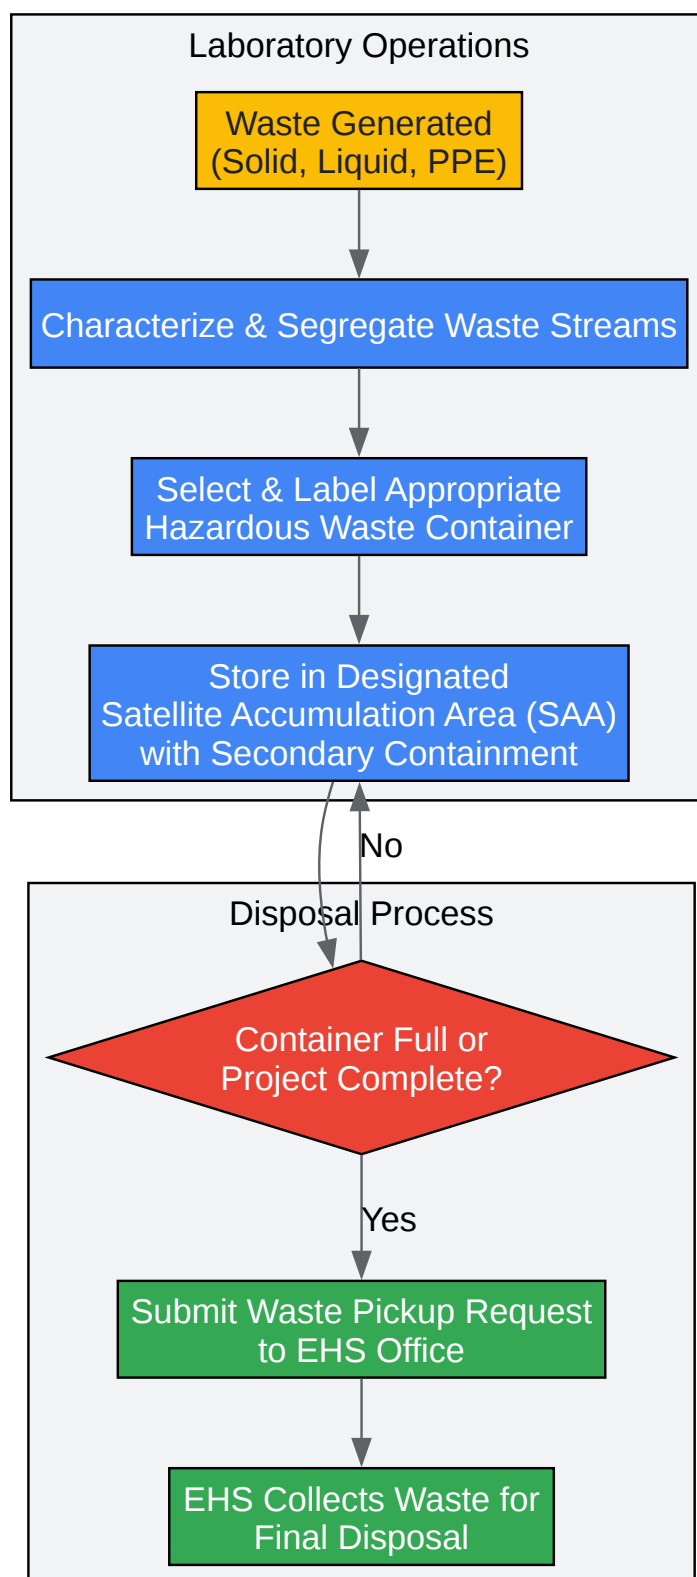 Laboratory Operations
Waste Generated
(Solid, Liquid, PPE)
Characterize & Segregate Waste Streams
Select & Label Appropriate
Hazardous Waste Container
Store in Designated
Satellite Accumulation Area (SAA)
with Secondary Containment
No
Disposal Process
Container Full or
Project Complete?
Yes
Submit Waste Pickup Request
to EHS Office
EHS Collects Waste for
Final Disposal